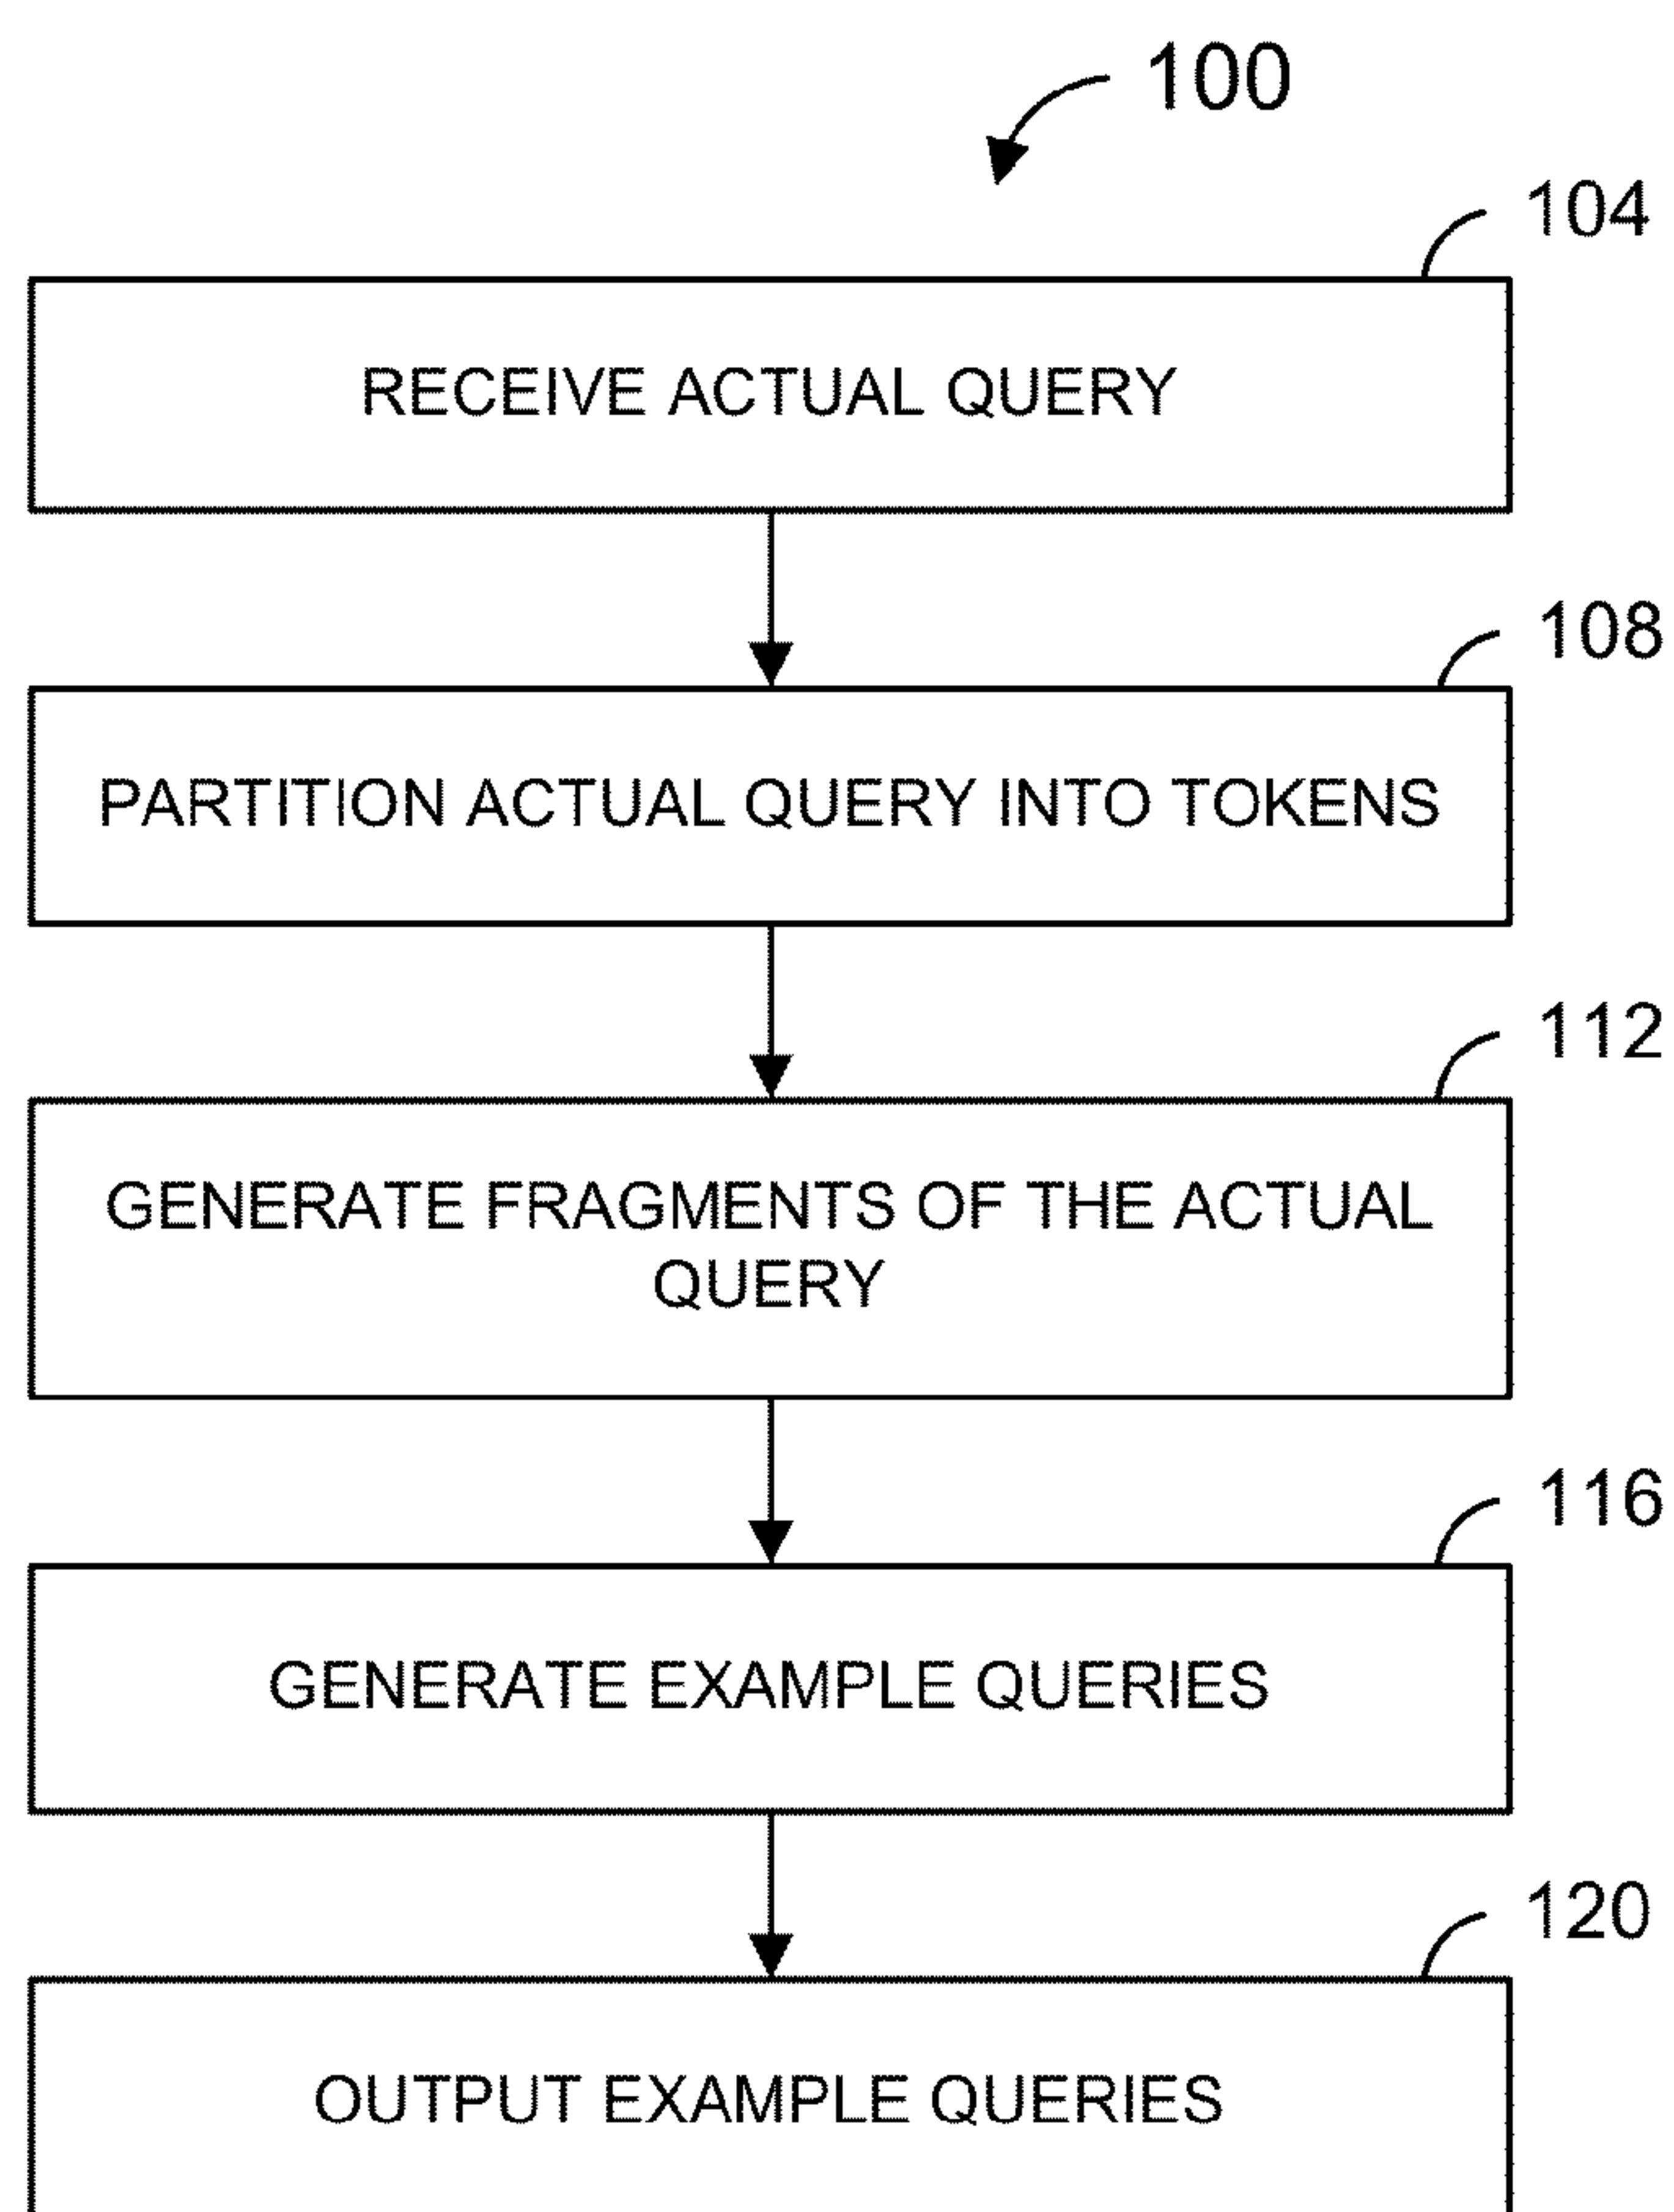 100
104
RECEIVE ACTUAL QUERY
108
PARTITION ACTUAL QUERY INTO TOKENS
112
GENERATE FRAGMENTS OF THE ACTUAL
QUERY
116
GENERATE EXAMPLE QUERIES
120
OUTPUT EXAMPLE QUERIES